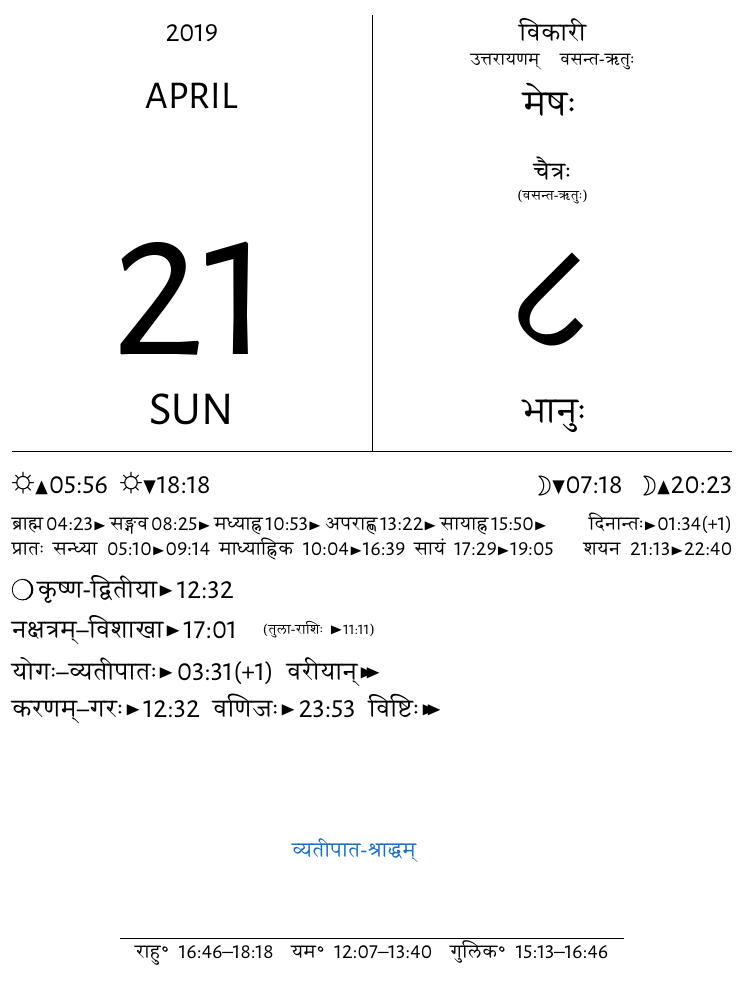 2019
APRIL
21
SUN
विकारी
उत्तरायणम् वसन्त-ऋतुः
मेषः
चैत्रः
(वसन्त-ऋतुः)
८
भानुः
▲05:56 ▼18:18 ▼07:18 ▲20:23
ब्राह्म 04:23► सङ्गव 08:25► मध्याह्न 10:53► अपराह्ण 13:22► सायाह्न 15:50► दिनान्तः►01:34(+1)
प्रातः सन्ध्या 05:10►09:14 माध्याह्निक 10:04►16:39 सायं 17:29►19:05 शयन 21:13►22:40
कृष्ण-द्वितीया►12:32
नक्षत्रम्–विशाखा►17:01 (तुला-राशिः ►11:11)
योगः–व्यतीपातः►03:31(+1) वरीयान्►►
करणम्–गरः►12:32 वणिजः►23:53 विष्टिः►►
व्यतीपात-श्राद्धम्
राहु° 16:46–18:18 यम° 12:07–13:40 गुलिक° 15:13–16:46